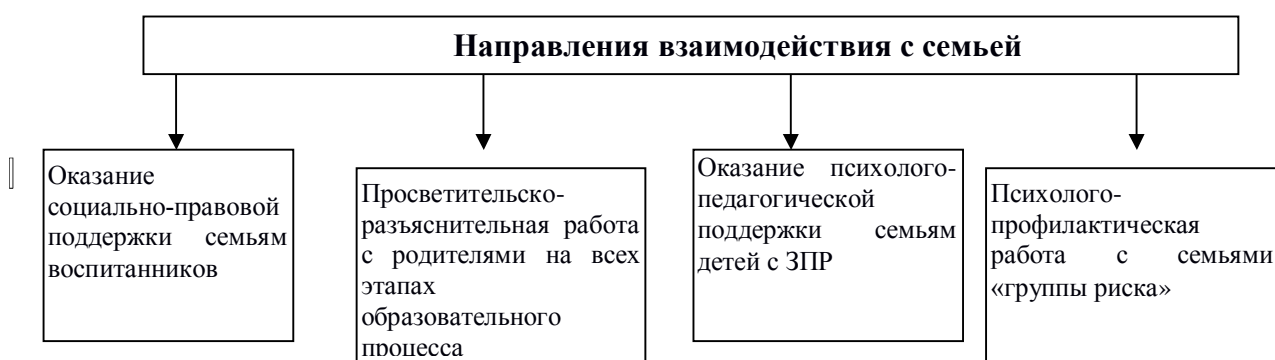 Направления взаимодействия с семьей
Оказание
социально-правовой
поддержки семьям
воспитанников
Просветительско-
разъяснительная работа
с родителями на всех
этапах
образовательного
процесса
Оказание психолого-
педагогической
поддержки семьям
детей с ЗПР
Психолого-
профилактическая
работа с семьями
«группы риска»